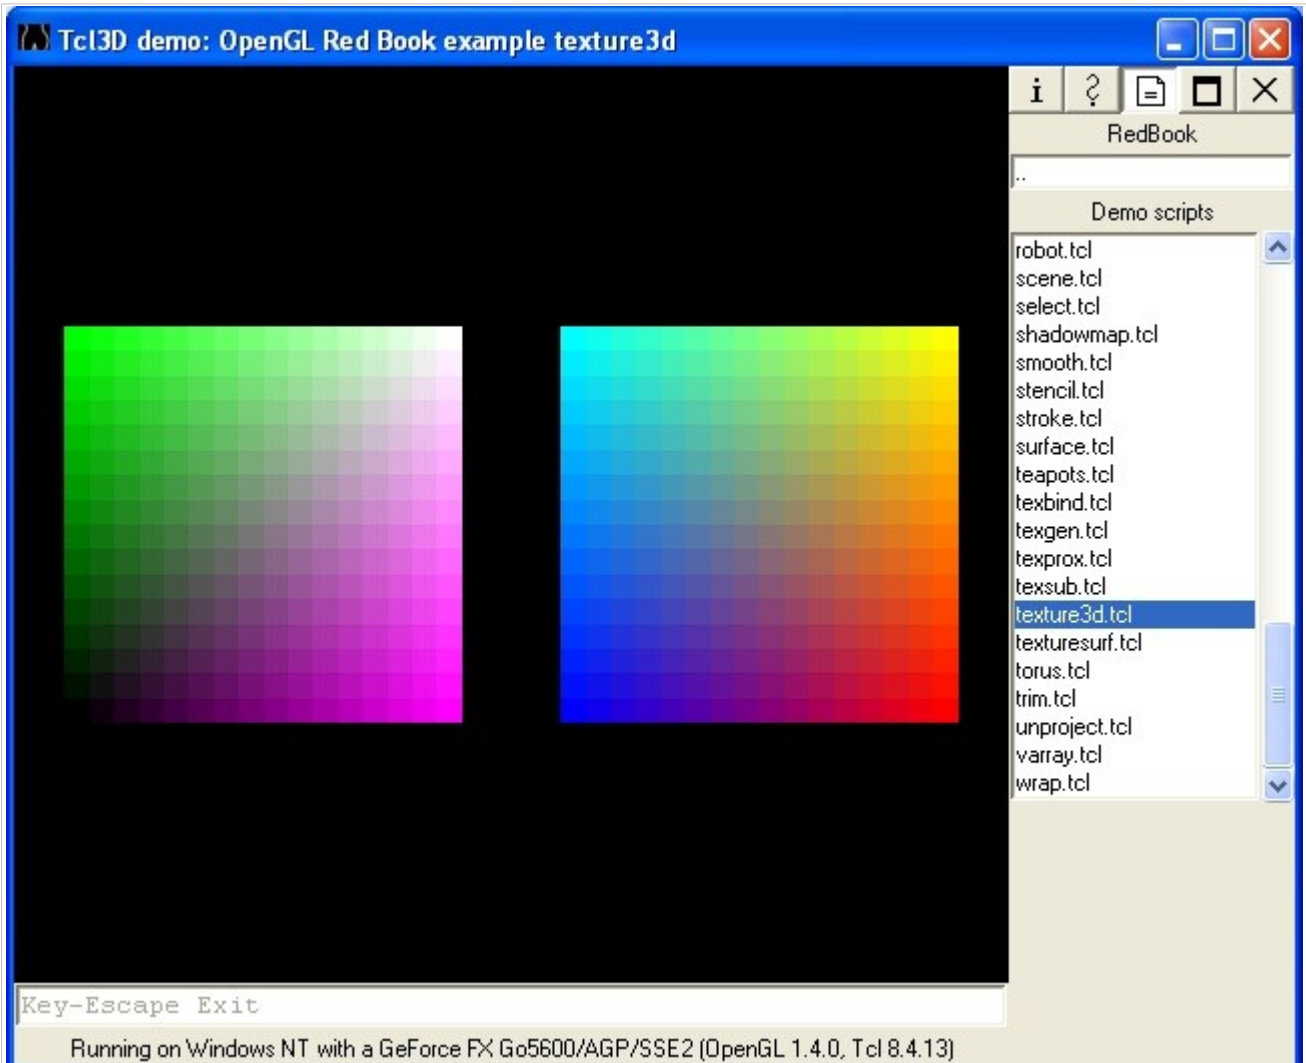 Tcl3D demo: OpenGL Red Book example texture3d
i ?
RedBook
..
Demo scripts
robot.tcl
scene.tcl
select.tcl
shadowmap.tcl
smooth.tcl
stencil.tcl
stroke.tcl
surface.tcl
teapots.tcl
texbind.tcl
texgen.tcl
texprox.tcl
texsub.tcl
texture3d.tcl
texturesurf.tcl
torus.tcl
trim.tcl
unproject.tcl
varray.tcl
wrap.tcl
Key-Escape Exit
Running on Windows NT with a GeForce FX Go5600/AGP/SSE2 (OpenGL 1.4.0, Tcl 8.4.13)